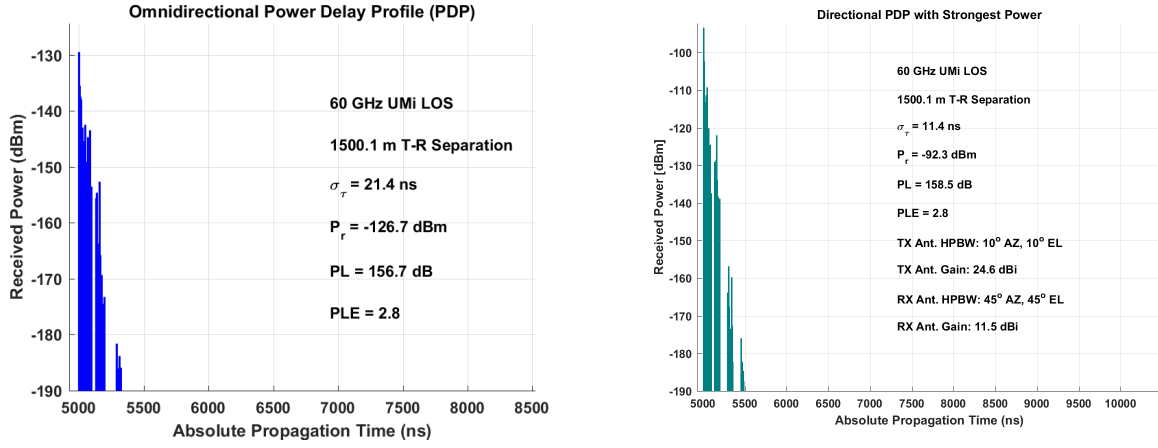 Omnidirectional Power Delay Profile (PDP)
Received Power (dBm)
-130
-140
-150
-160
-170
-180
-190
60 GHz UMi LOS
1500.1 m T-R Separation
στ = 21.4 ns
Pr = -126.7 dBm
PL = 156.7 dB
PLE = 2.8
5000 5500 6000 6500 7000 7500 8000 8500
Absolute Propagation Time (ns)
Directional PDP with Strongest Power
Received Power [dBm]
-100
-110
-120
-130
-140
-150
-160
-170
-180
-190
60 GHz UMi LOS
1500.1 m T-R Separation
στ = 11.4 ns
Pr = -92.3 dBm
PL = 158.5 dB
PLE = 2.8
TX Ant. HPBW: 10° AZ, 10° EL
TX Ant. Gain: 24.6 dBi
RX Ant. HPBW: 45° AZ, 45° EL
RX Ant. Gain: 11.5 dBi
5000 5500 6000 6500 7000 7500 8000 8500 9000 9500 10000
Absolute Propagation Time (ns)